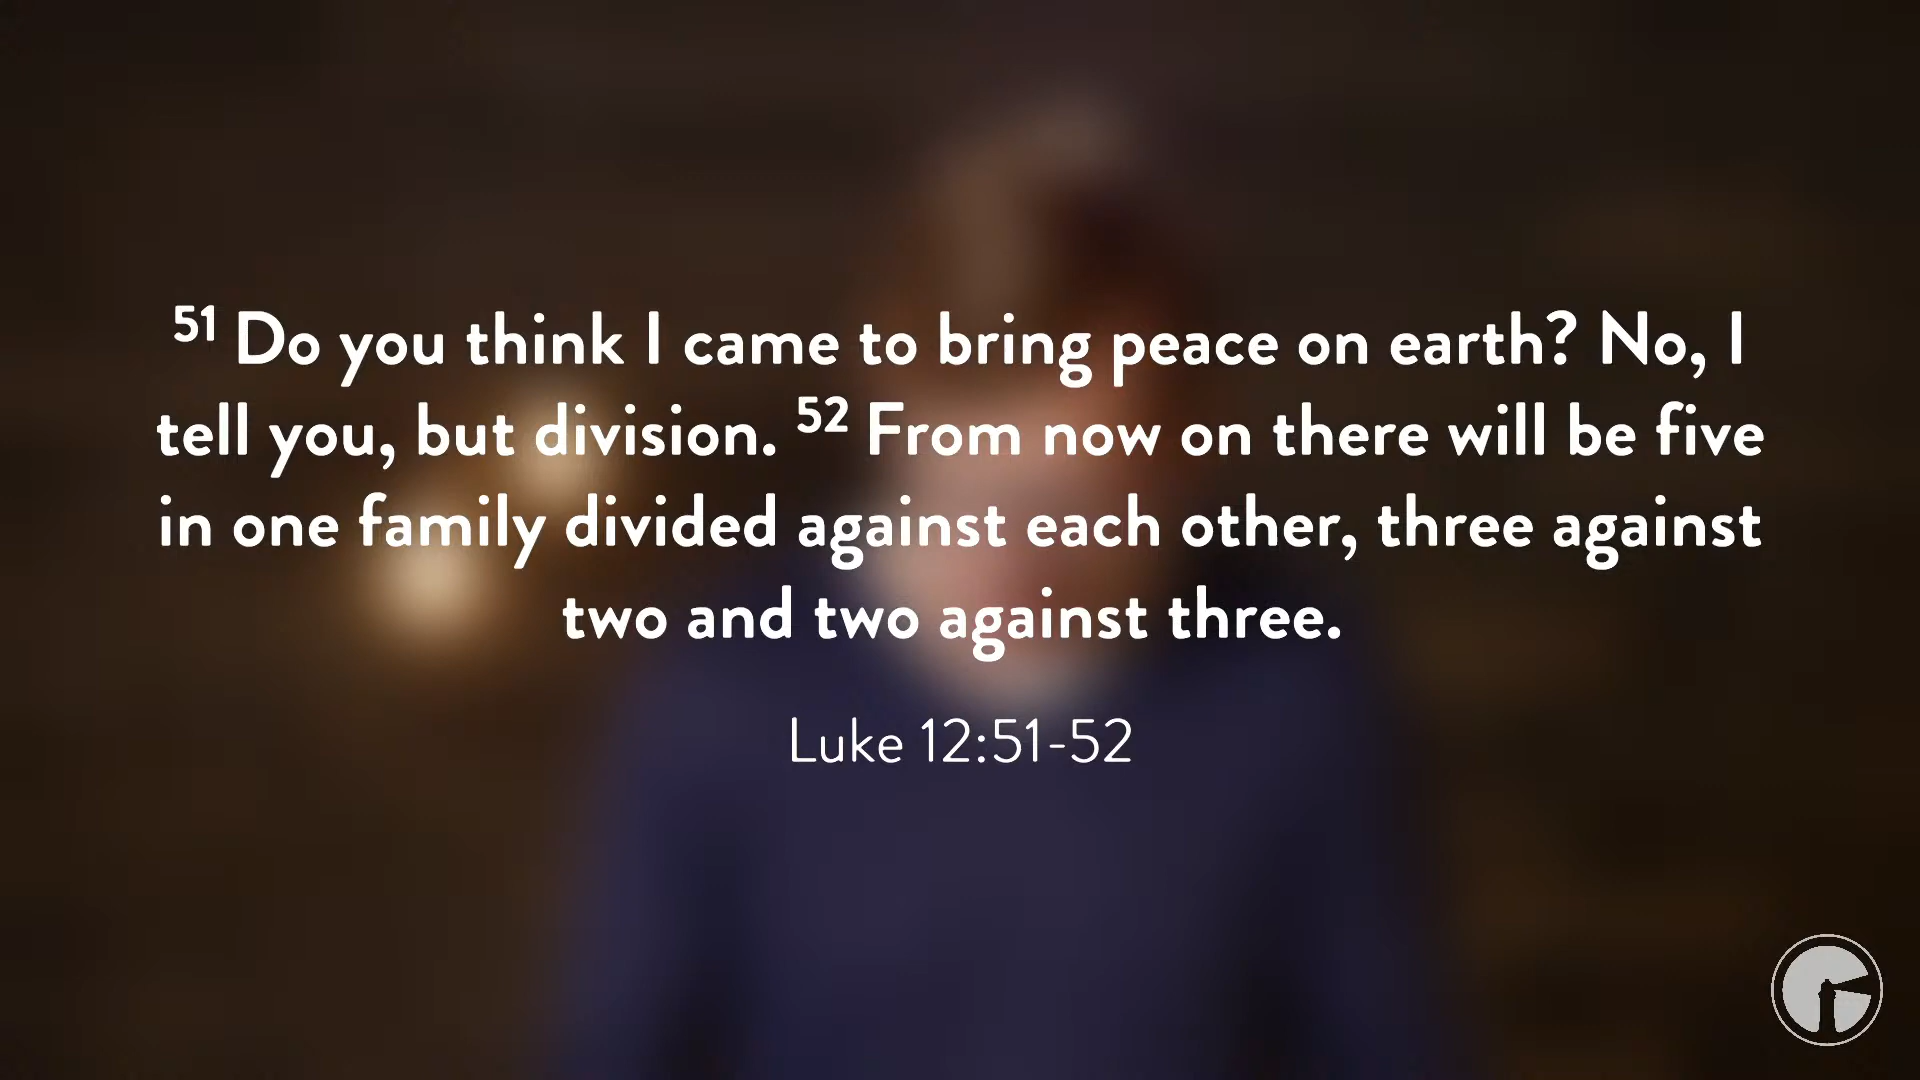 51 Do you think I came to bring peace on earth? No, I
tell you, but division. 52 From now on there will be five
in one family divided against each other, three against
two and two against three.
Luke 12:51-52